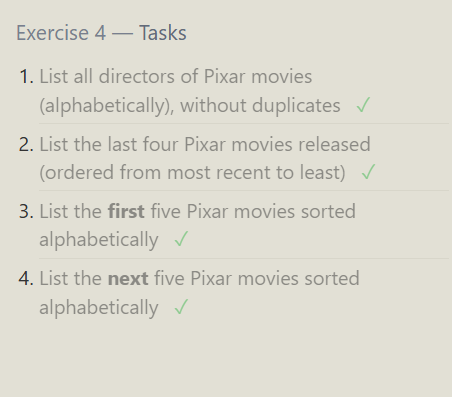 Exercise 4 — Tasks
1. List all directors of Pixar movies
(alphabetically), without duplicates ✓
2. List the last four Pixar movies released
(ordered from most recent to least) ✓
3. List the first five Pixar movies sorted
alphabetically ✓
4. List the next five Pixar movies sorted
alphabetically ✓